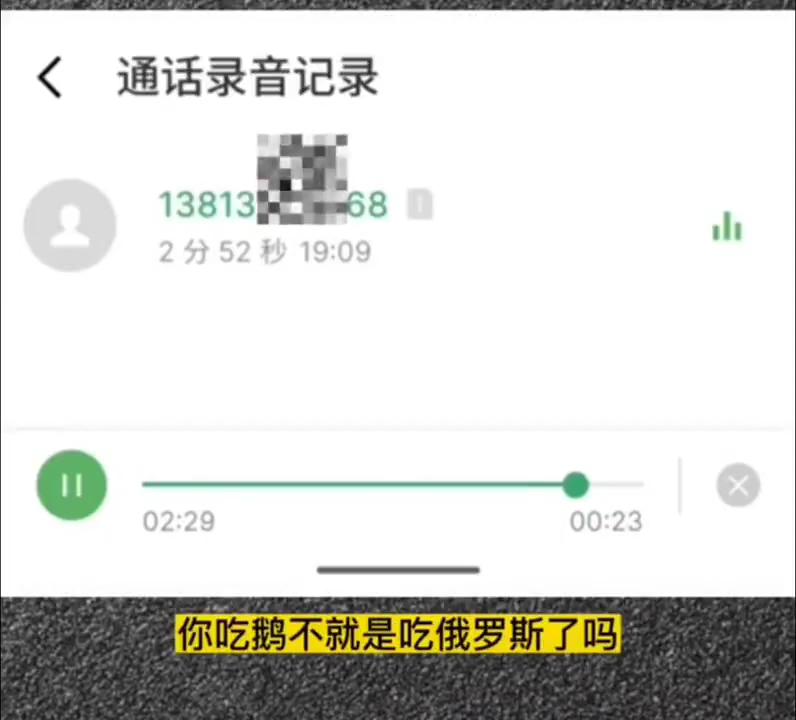 通话录音记录
13813 68
2 分 52 秒 19:09
02:29
00:23
你吃鹅不就是吃俄罗斯了吗